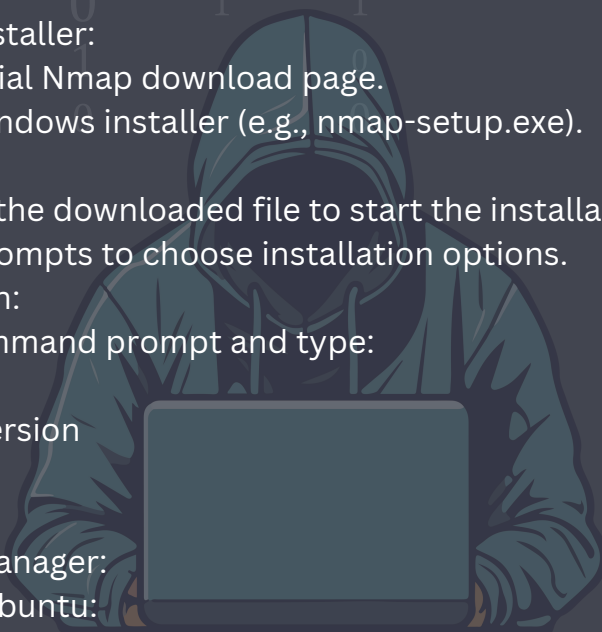 staller:
ial Nmap download page.
ndows installer (e.g., nmap-setup.exe).
the downloaded file to start the installa
ompts to choose installation options.
n:
mmand prompt and type:
ersion
anager:
buntu: